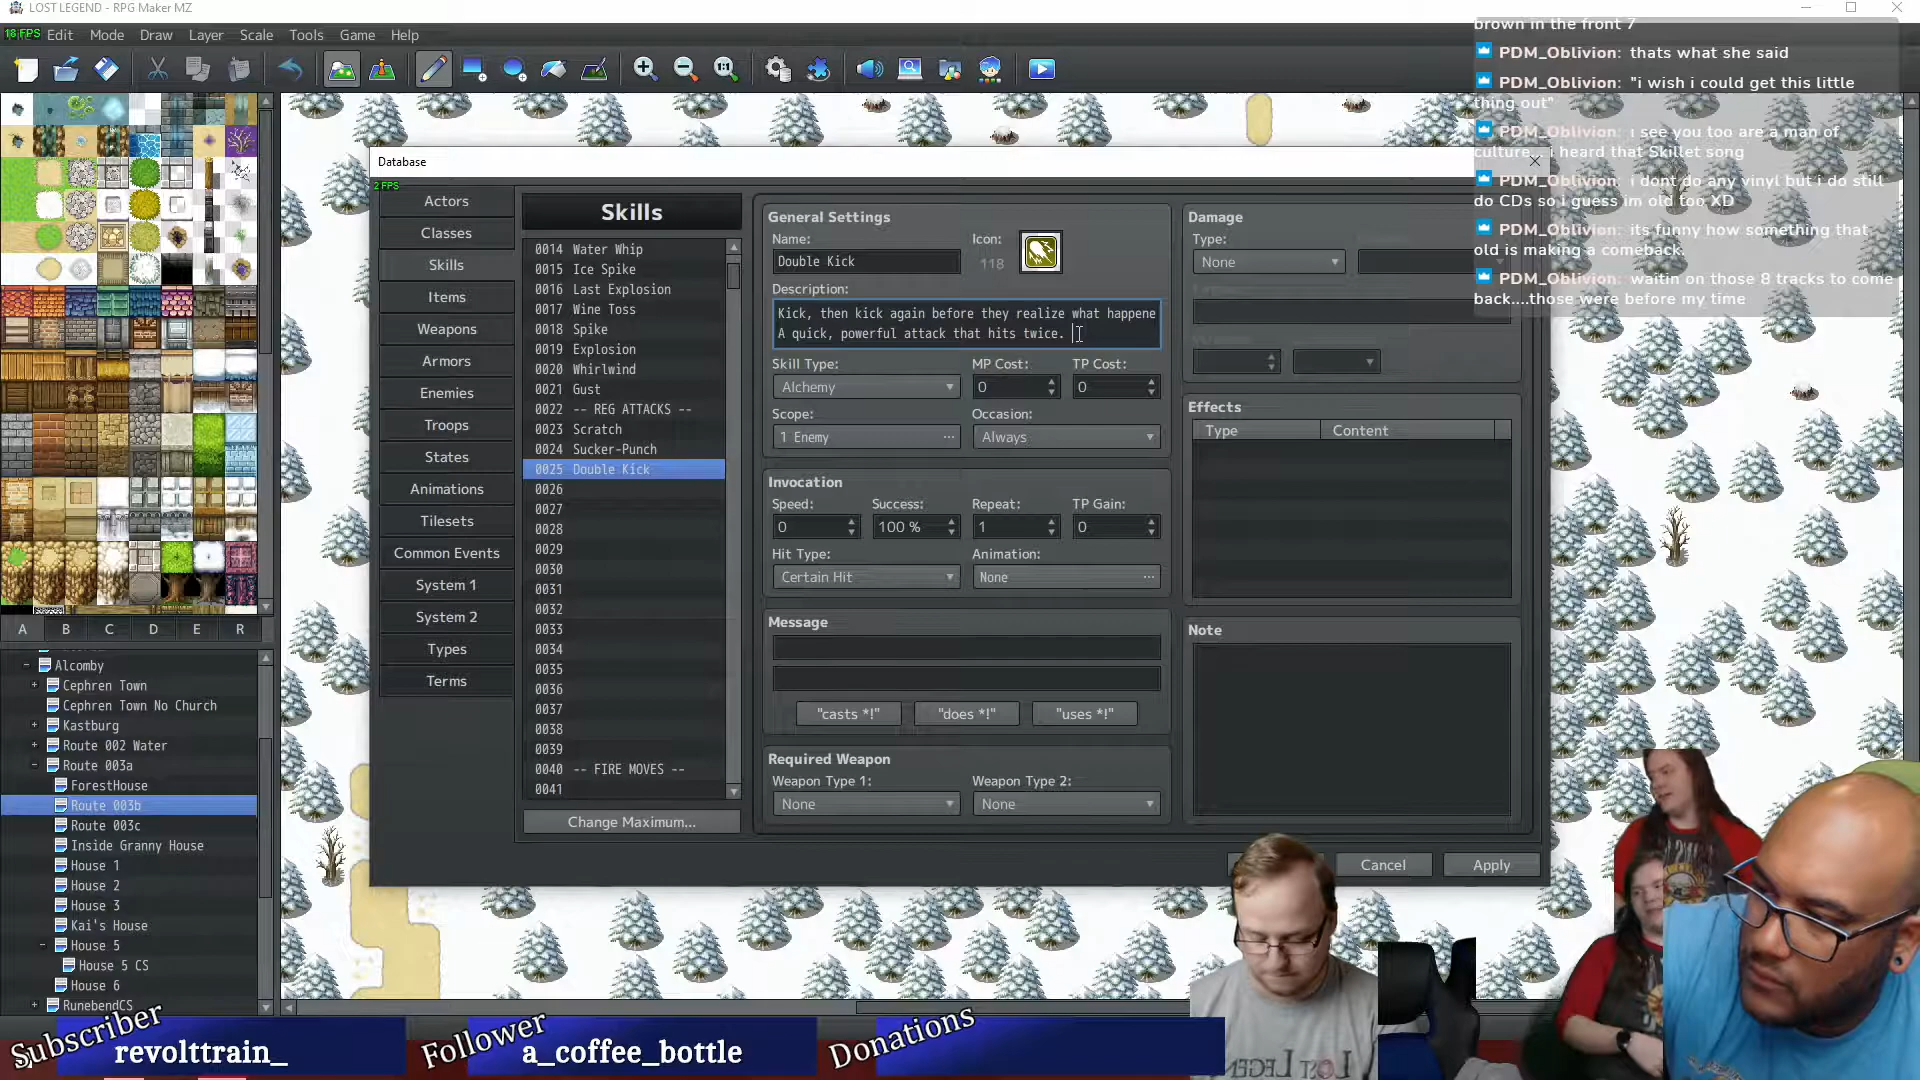 LOST LEGEND - RPG Maker MZ
18 FPS
Edit
Mode
Draw
Layer
Scale
Tools
Game
Help
brown in the front 7
PDM_Oblivion: thats what she said
PDM_Oblivion: "i wish i could get this little
thing out"
PDM_Oblivion: i see you too are a man of
culture... i heard that Skillet song
PDM_Oblivion: i dont do any vinyl but i do still
do CDs so i guess im old too XD
PDM_Oblivion: its funny how something that
old is making a comeback.
PDM_Oblivion: waitin on those 8 tracks to come
back....those were before my time
Database
2 FPS
Actors
Classes
Skills
Items
Weapons
Armors
Enemies
Troops
States
Animations
Tilesets
Common Events
System 1
System 2
Types
Terms
Skills
0014 Water Whip
0015 Ice Spike
0016 Last Explosion
0017 Wine Toss
0018 Spike
0019 Explosion
0020 Whirlwind
0021 Gust
0022 -- REG ATTACKS --
0023 Scratch
0024 Sucker-Punch
0025 Double Kick
0026
0027
0028
0029
0030
0031
0032
0033
0034
0035
0036
0037
0038
0039
0040 -- FIRE MOVES --
0041
Change Maximum...
General Settings
Name:
Icon:
Double Kick
118
Description:
Kick, then kick again before they realize what happene
A quick, powerful attack that hits twice.
Skill Type:
MP Cost:
TP Cost:
Alchemy
0
0
Scope:
Occasion:
1 Enemy
Always
Invocation
Speed:
Success:
Repeat:
TP Gain:
0
100 %
1
0
Hit Type:
Animation:
Certain Hit
None
Message
"casts *!"
"does *!"
"uses *!"
Required Weapon
Weapon Type 1:
Weapon Type 2:
None
None
Damage
Type:
None
Effects
Type
Content
Note
Cancel
Apply
A
B
C
D
E
R
Alcomby
Cephren Town
Cephren Town No Church
Kastburg
Route 002 Water
Route 003a
ForestHouse
Route 003b
Route 003c
Inside Granny House
House 1
House 2
House 3
Kai's House
House 5
House 5 CS
House 6
RunebendCS
Subscriber
revolttrain_
Follower
a_coffee_bottle
Donations